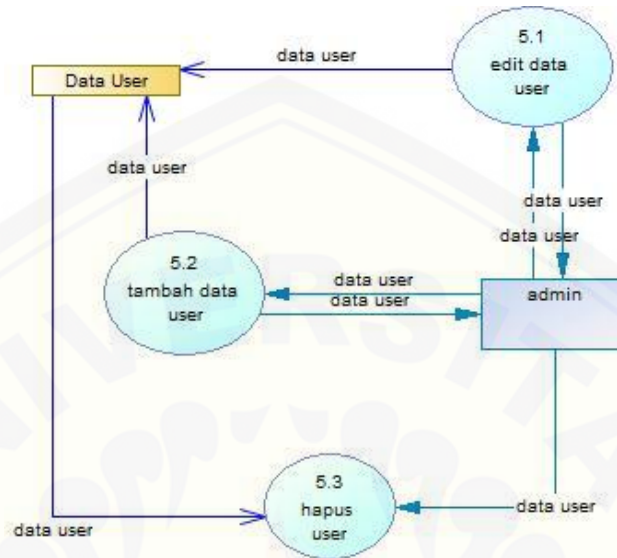 5.1
edit data
user
data user
Data User
data user
data user
data user
5.2
tambah data
user
data user
data user
admin
5.3
hapus
user
data user
data user
UNIVERSITA